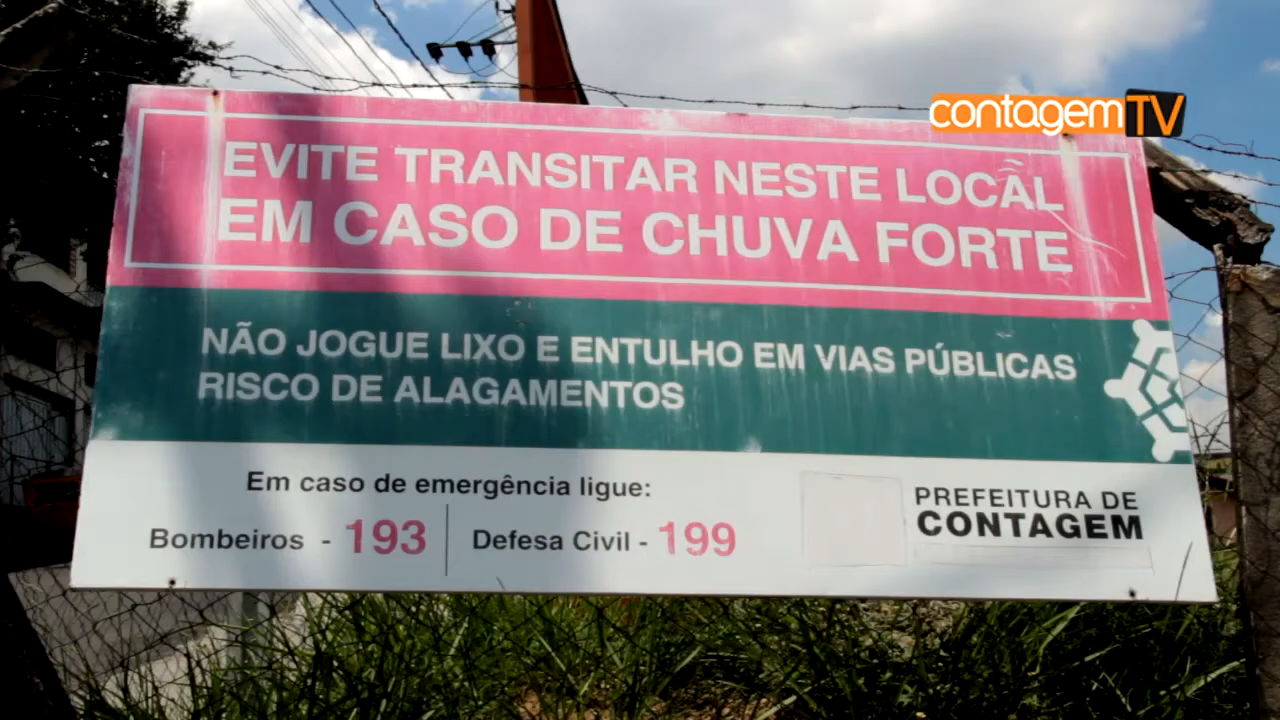 contagemTV
EVITE TRANSITAR NESTE LOCAL
EM CASO DE CHUVA FORTE
NÃO JOGUE LIXO E ENTULHO EM VIAS PÚBLICAS
RISCO DE ALAGAMENTOS
Em caso de emergência ligue:
Bombeiros - 193 | Defesa Civil - 199
PREFEITURA DE
CONTAGEM